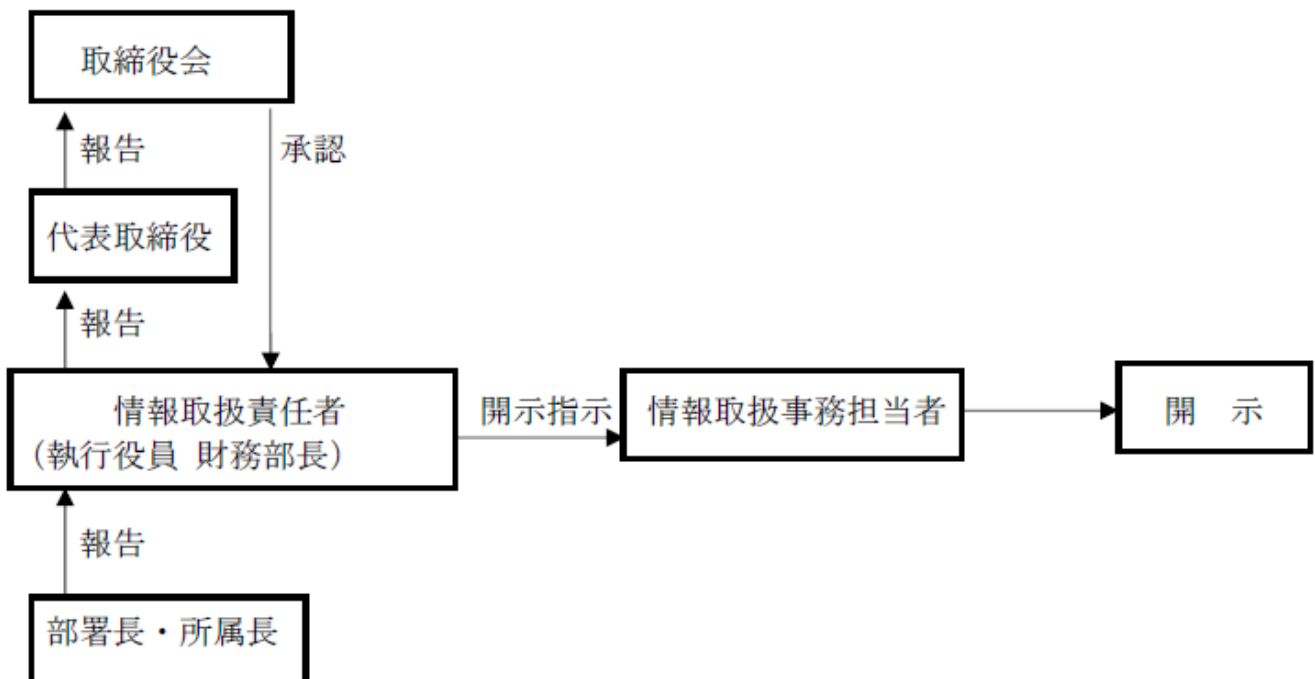 取締役会
報告
承認
代表取締役
報告
情報取扱責任者
（執行役員 財務部長）
開示指示
情報取扱事務担当者
開　示
報告
部署長・所属長